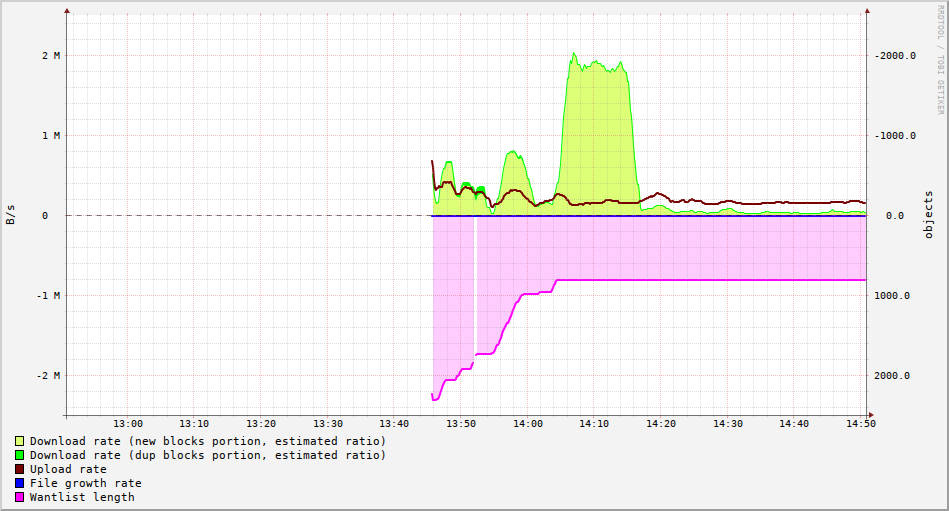 RRDTOOL / TOBI OETIKER
B/s
2 M
1 M
0
-1 M
-2 M
-2000.0
-1000.0
0.0
1000.0
2000.0
objects
13:00 13:10 13:20 13:30 13:40 13:50 14:00 14:10 14:20 14:30 14:40 14:50
Download rate (new blocks portion, estimated ratio)
Download rate (dup blocks portion, estimated ratio)
Upload rate
File growth rate
Wantlist length